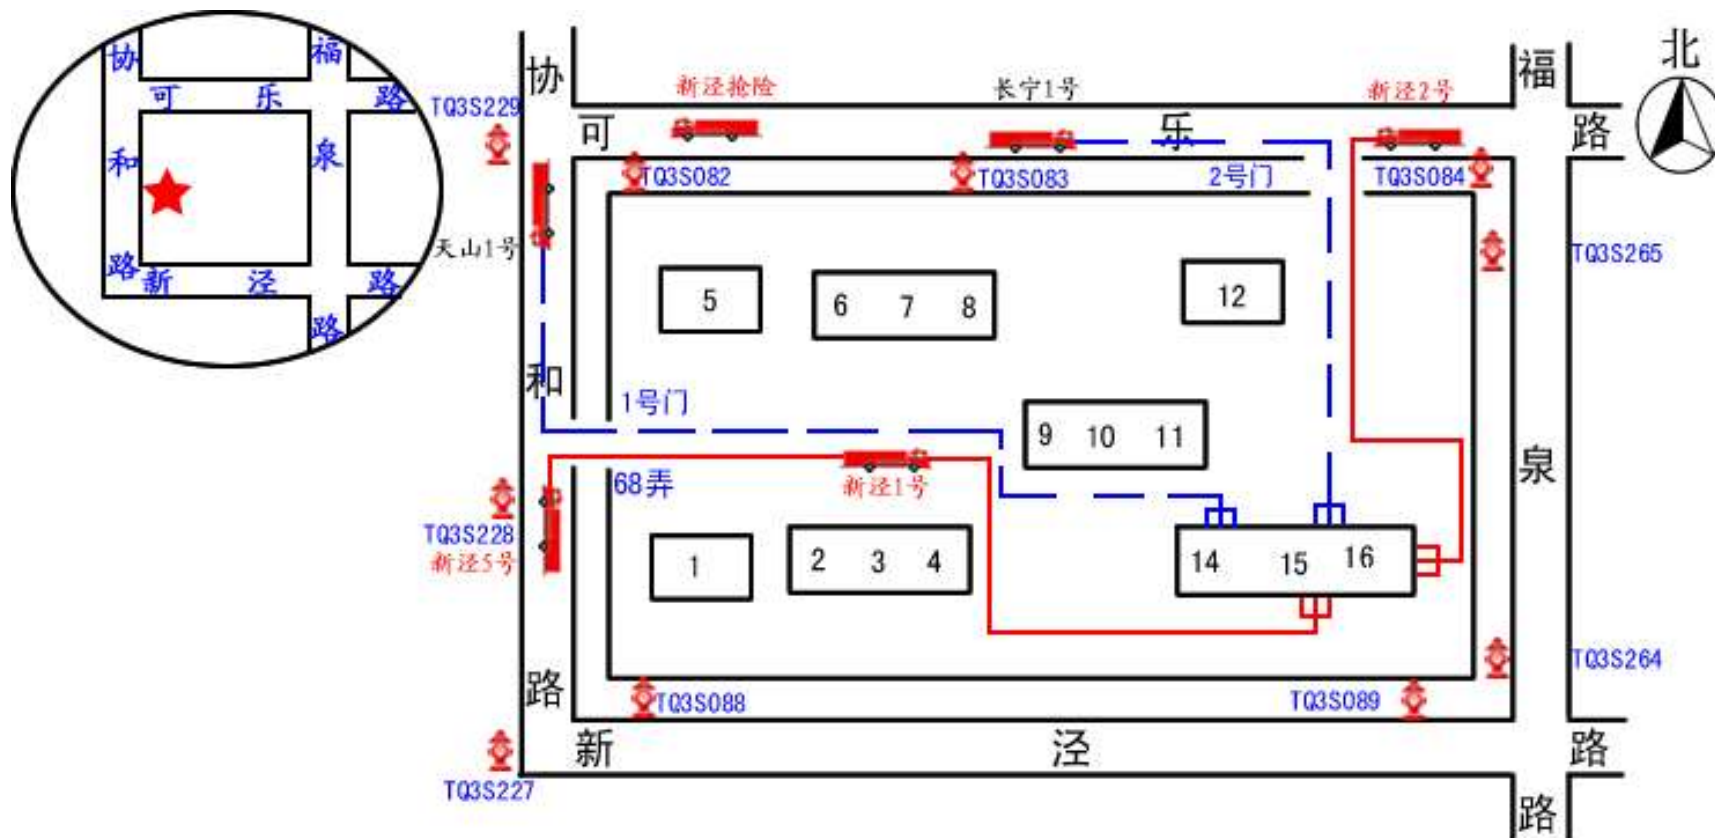 协
福
可 乐 路
和
泉
路
新 泾 路
路
协
福
北
新泾抢险
长宁1号
新泾2号
TQ3S229
可 乐 路
TQ3S082
TQ3S083
2号门
TQ3S084
天山1号
TQ3S265
5
6 7 8
12
和
1号门
9 10 11
泉
68弄
新泾1号
TQ3S228
新泾5号
1
2 3 4
14 15 16
TQ3S264
路
TQ3S088
TQ3S089
新 泾 路
TQ3S227
路